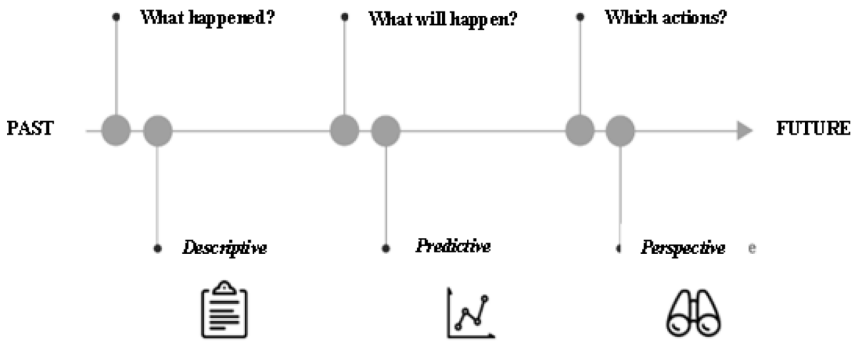 What happened?
What will happen?
Which actions?
PAST
FUTURE
Descriptive
Predictive
Perspective e